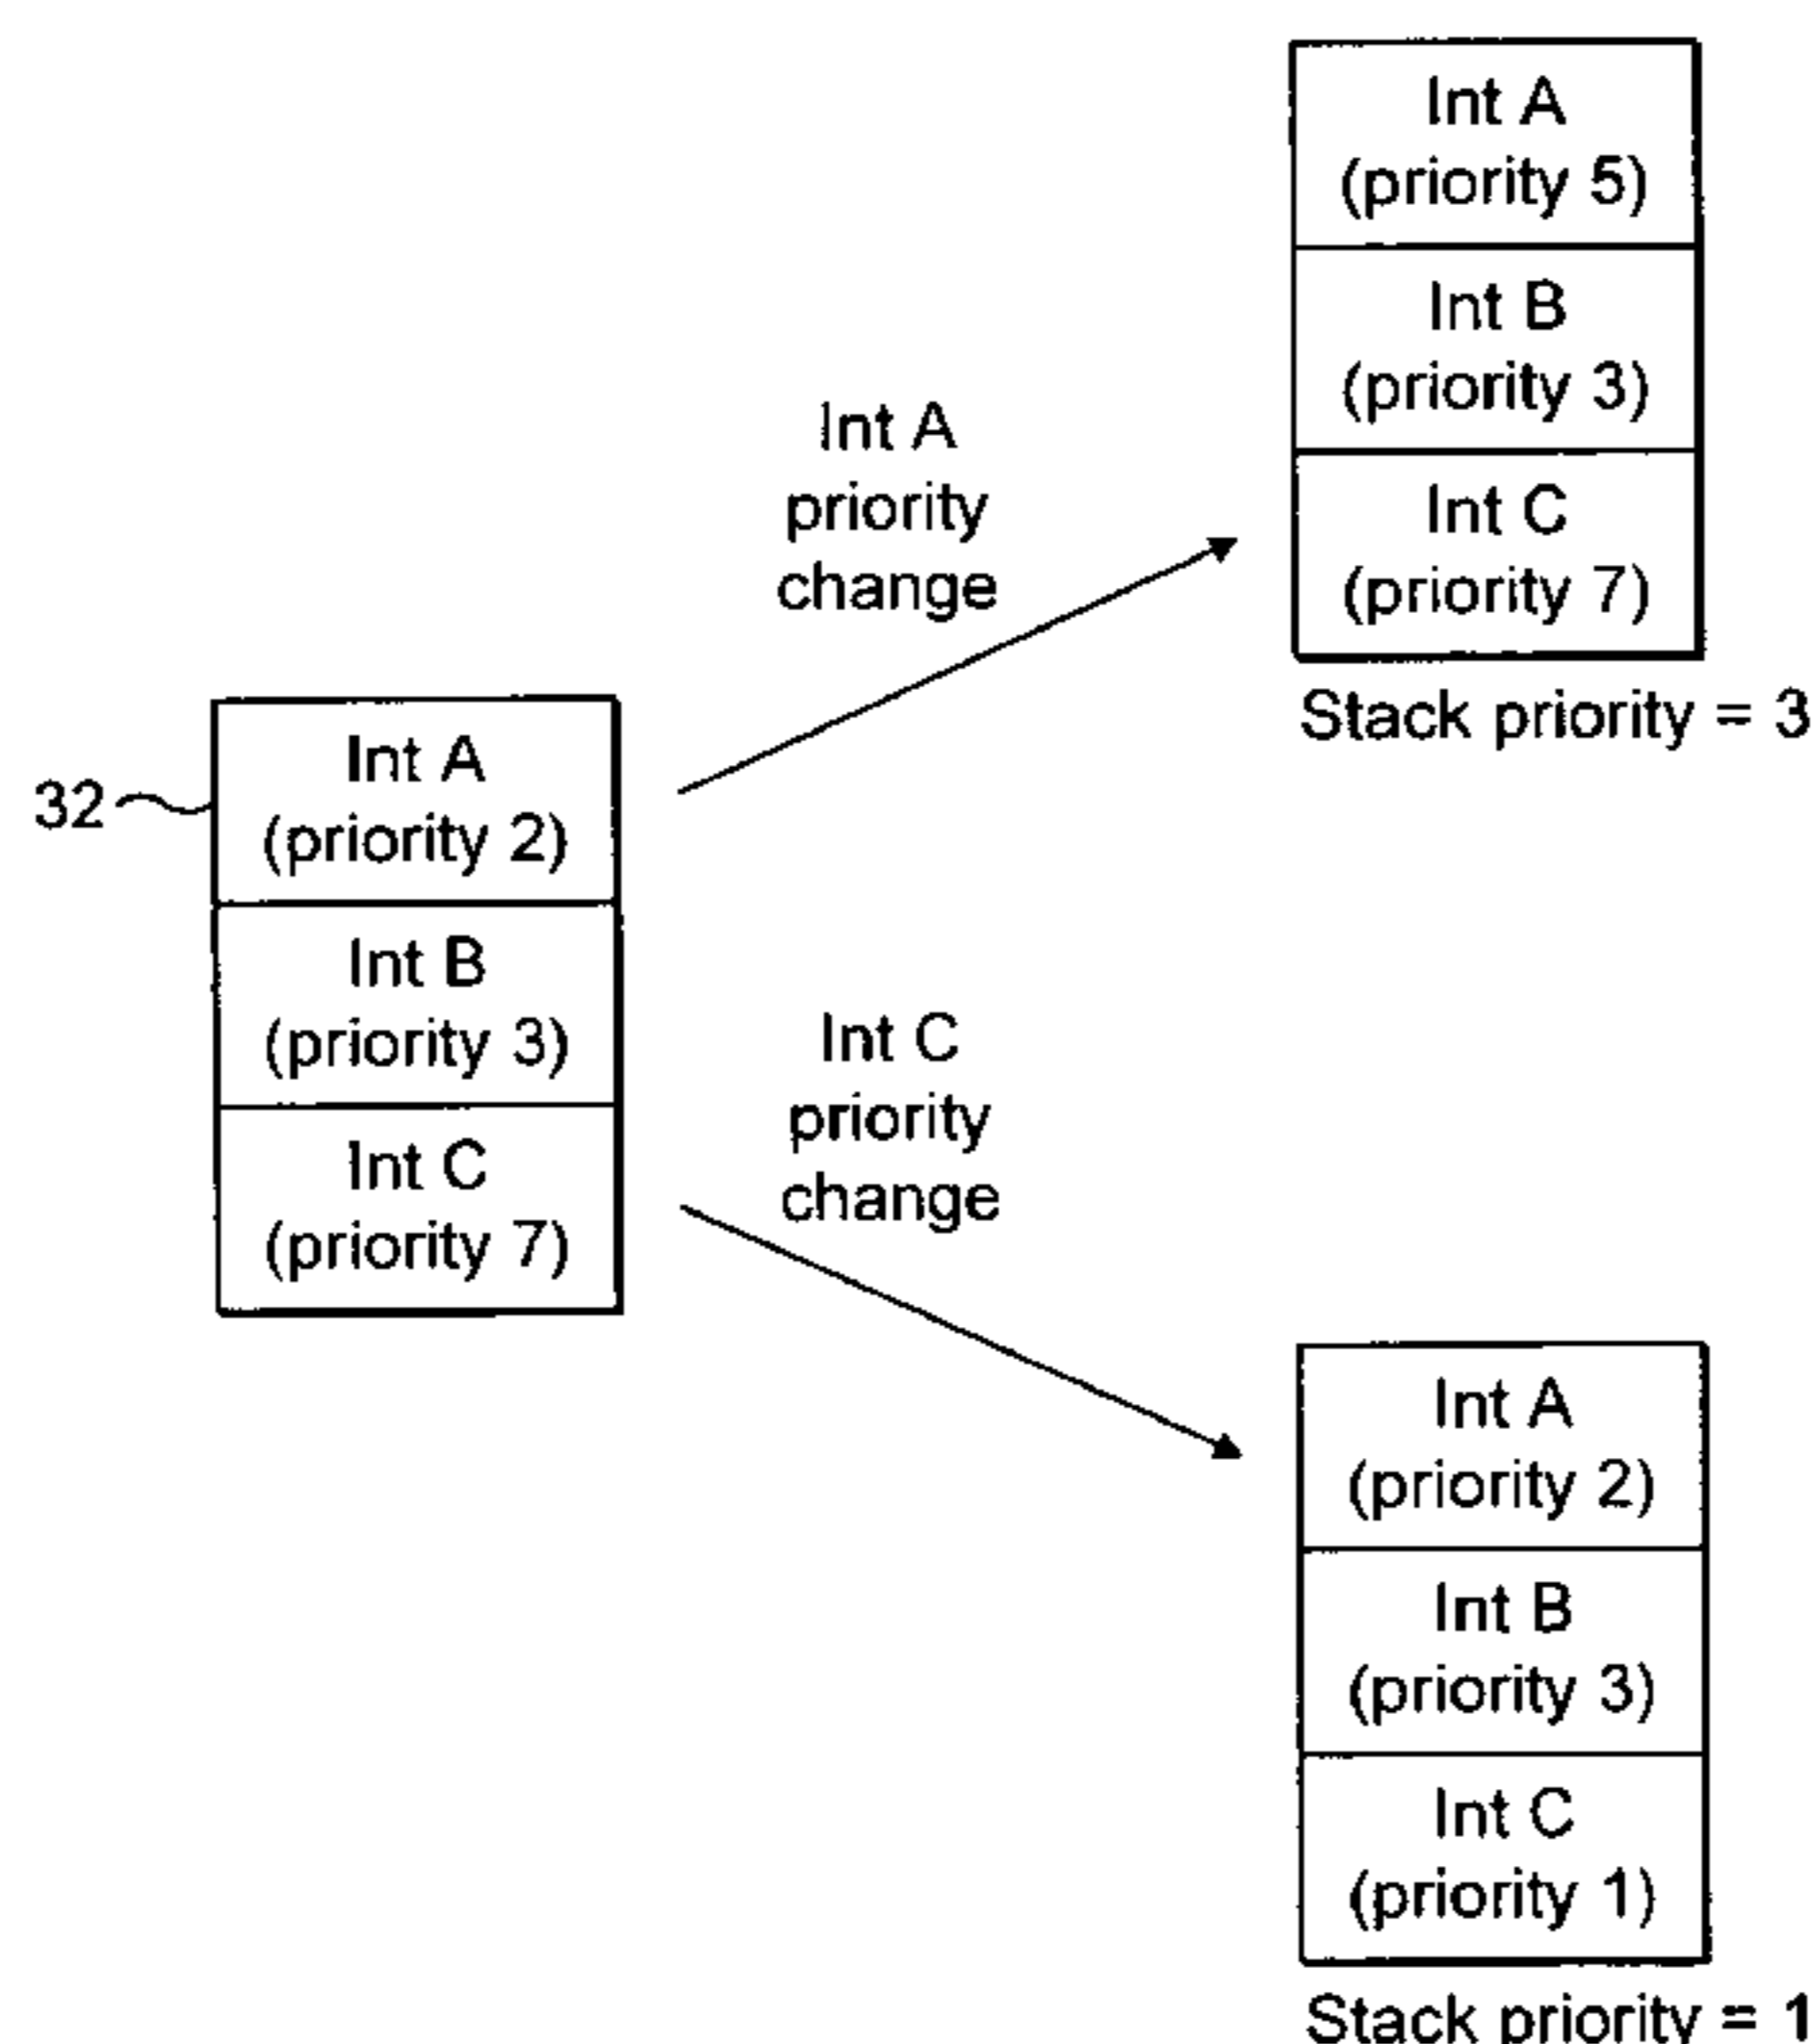 Int A
(priority 5)
Int B
(priority 3)
Int C
(priority 7)
Stack priority = 3
Int A
priority
change
32
Int A
(priority 2)
Int B
(priority 3)
Int C
(priority 7)
Int C
priority
change
Int A
(priority 2)
Int B
(priority 3)
Int C
(priority 1)
Stack priority = 1